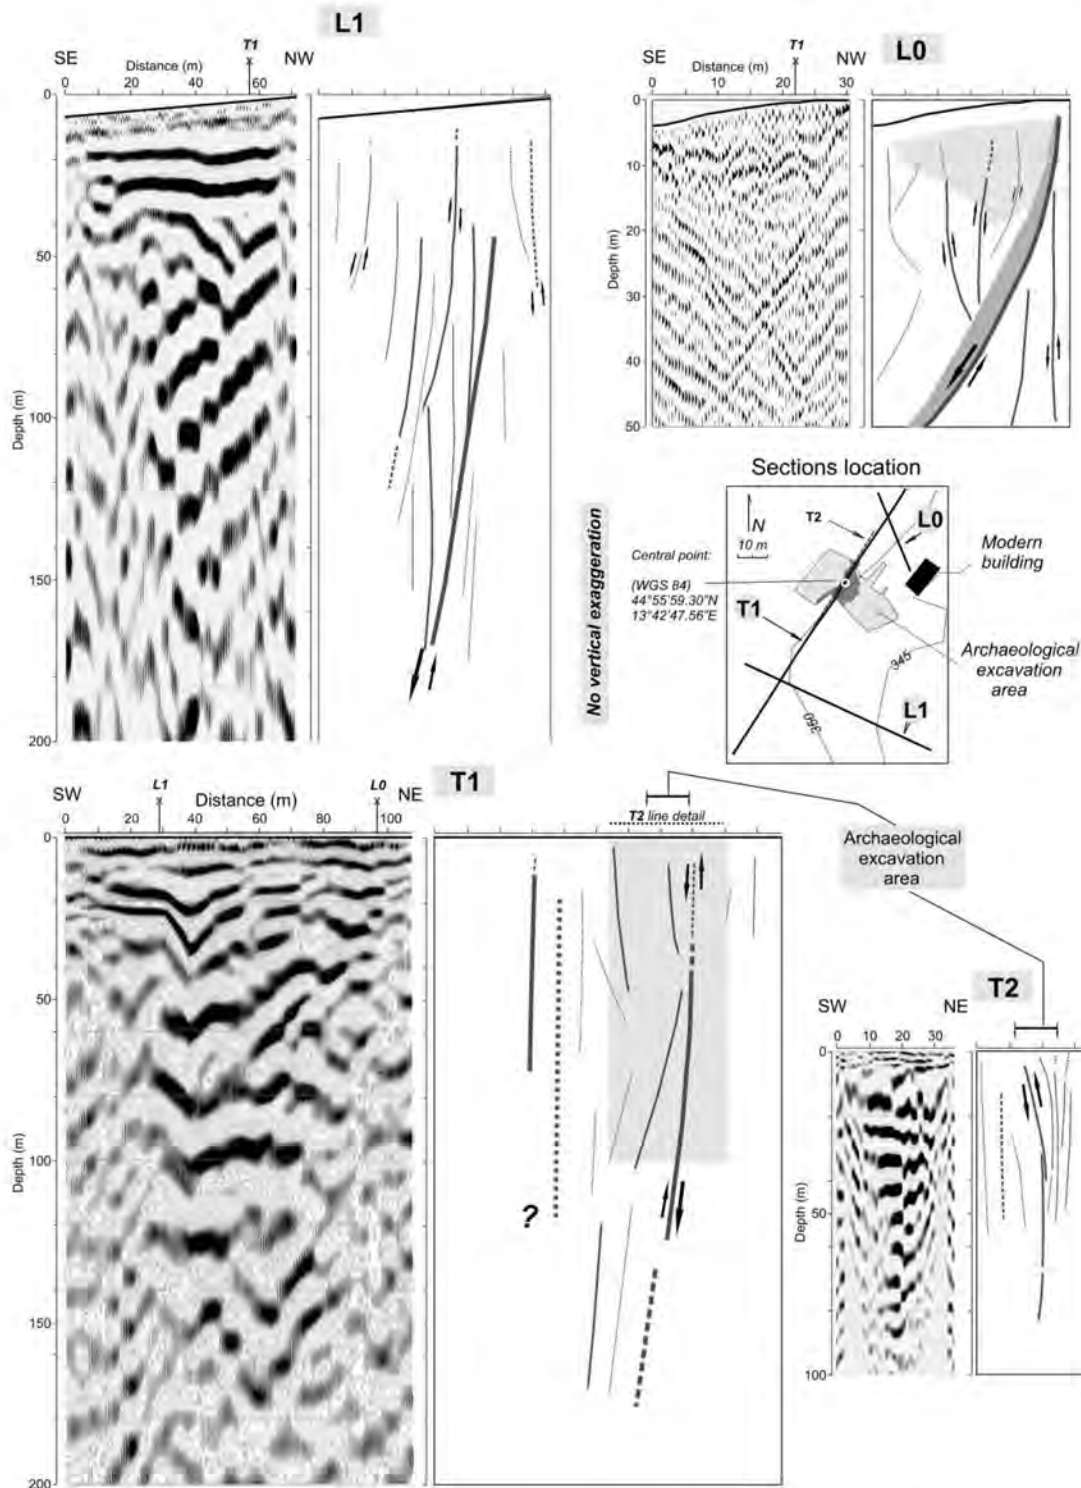 L1
SE
T1
NW
Distance (m)
0
20
40
60
0
50
100
150
200
Depth (m)
L0
SE
T1
NW
Distance (m)
0
10
20
30
0
10
20
30
40
50
Depth (m)
No vertical exaggeration
Sections location
N
10 m
T2
L0
T1
L1
345
350
Central point:
(WGS 84)
44°55'59.30"N
13°42'47.56"E
Modern
building
Archaeological
excavation
area
T1
SW
L1
Distance (m)
L0
NE
0
20
40
60
80
100
0
50
100
150
200
Depth (m)
T2 line detail
?
Archaeological
excavation
area
T2
SW
NE
0
10
20
30
0
50
100
Depth (m)